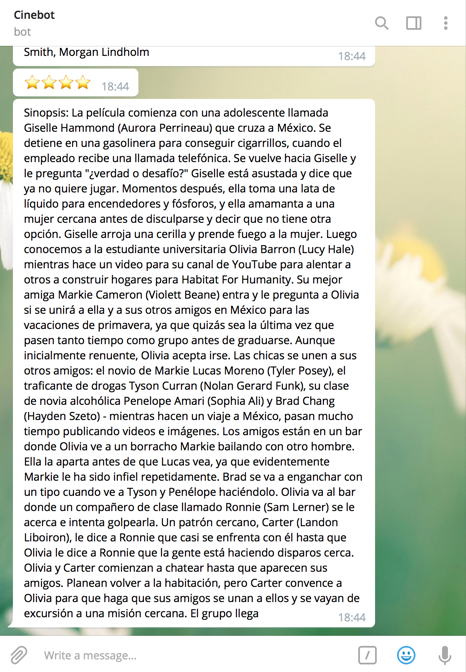 Cinebot
bot
Smith, Morgan Lindholm
18:44
18:44
Sinopsis: La película comienza con una adolescente llamada
Giselle Hammond (Aurora Perrineau) que cruza a México. Se
detiene en una gasolinera para conseguir cigarrillos, cuando el
empleado recibe una llamada telefónica. Se vuelve hacia Giselle y
le pregunta "¿verdad o desafío?" Giselle está asustada y dice que
ya no quiere jugar. Momentos después, ella toma una lata de
líquido para encendedores y fósforos, y ella amamanta a una
mujer cercana antes de disculparse y decir que no tiene otra
opción. Giselle arroja una cerilla y prende fuego a la mujer. Luego
conocemos a la estudiante universitaria Olivia Barron (Lucy Hale)
mientras hace un video para su canal de YouTube para alentar a
otros a construir hogares para Habitat For Humanity. Su mejor
amiga Markie Cameron (Violett Beane) entra y le pregunta a Olivia
si se unirá a ella y a sus otros amigos en México para las
vacaciones de primavera, ya que quizás sea la última vez que
pasen tanto tiempo como grupo antes de graduarse. Aunque
inicialmente renuente, Olivia acepta irse. Las chicas se unen a sus
otros amigos: el novio de Markie Lucas Moreno (Tyler Posey), el
traficante de drogas Tyson Curran (Nolan Gerard Funk), su clase
de novia alcohólica Penelope Amari (Sophia Ali) y Brad Chang
(Hayden Szeto) - mientras hacen un viaje a México, pasan mucho
tiempo publicando videos e imágenes. Los amigos están en un bar
donde Olivia ve a un borracho Markie bailando con otro hombre.
Ella la aparta antes de que Lucas vea, ya que evidentemente
Markie le ha sido infiel repetidamente. Brad se va a enganchar con
un tipo cuando ve a Tyson y Penélope haciéndolo. Olivia va al bar
donde un compañero de clase llamado Ronnie (Sam Lerner) se le
acerca e intenta golpearla. Un patrón cercano, Carter (Landon
Liboiron), le dice a Ronnie que casi se enfrenta con él hasta que
Olivia le dice a Ronnie que la gente está haciendo disparos cerca.
Olivia y Carter comienzan a chatear hasta que aparecen sus
amigos. Planean volver a la habitación, pero Carter convence a
Olivia para que haga que sus amigos se unan a ellos y se vayan de
excursión a una misión cercana. El grupo llega
18:44
Write a message...